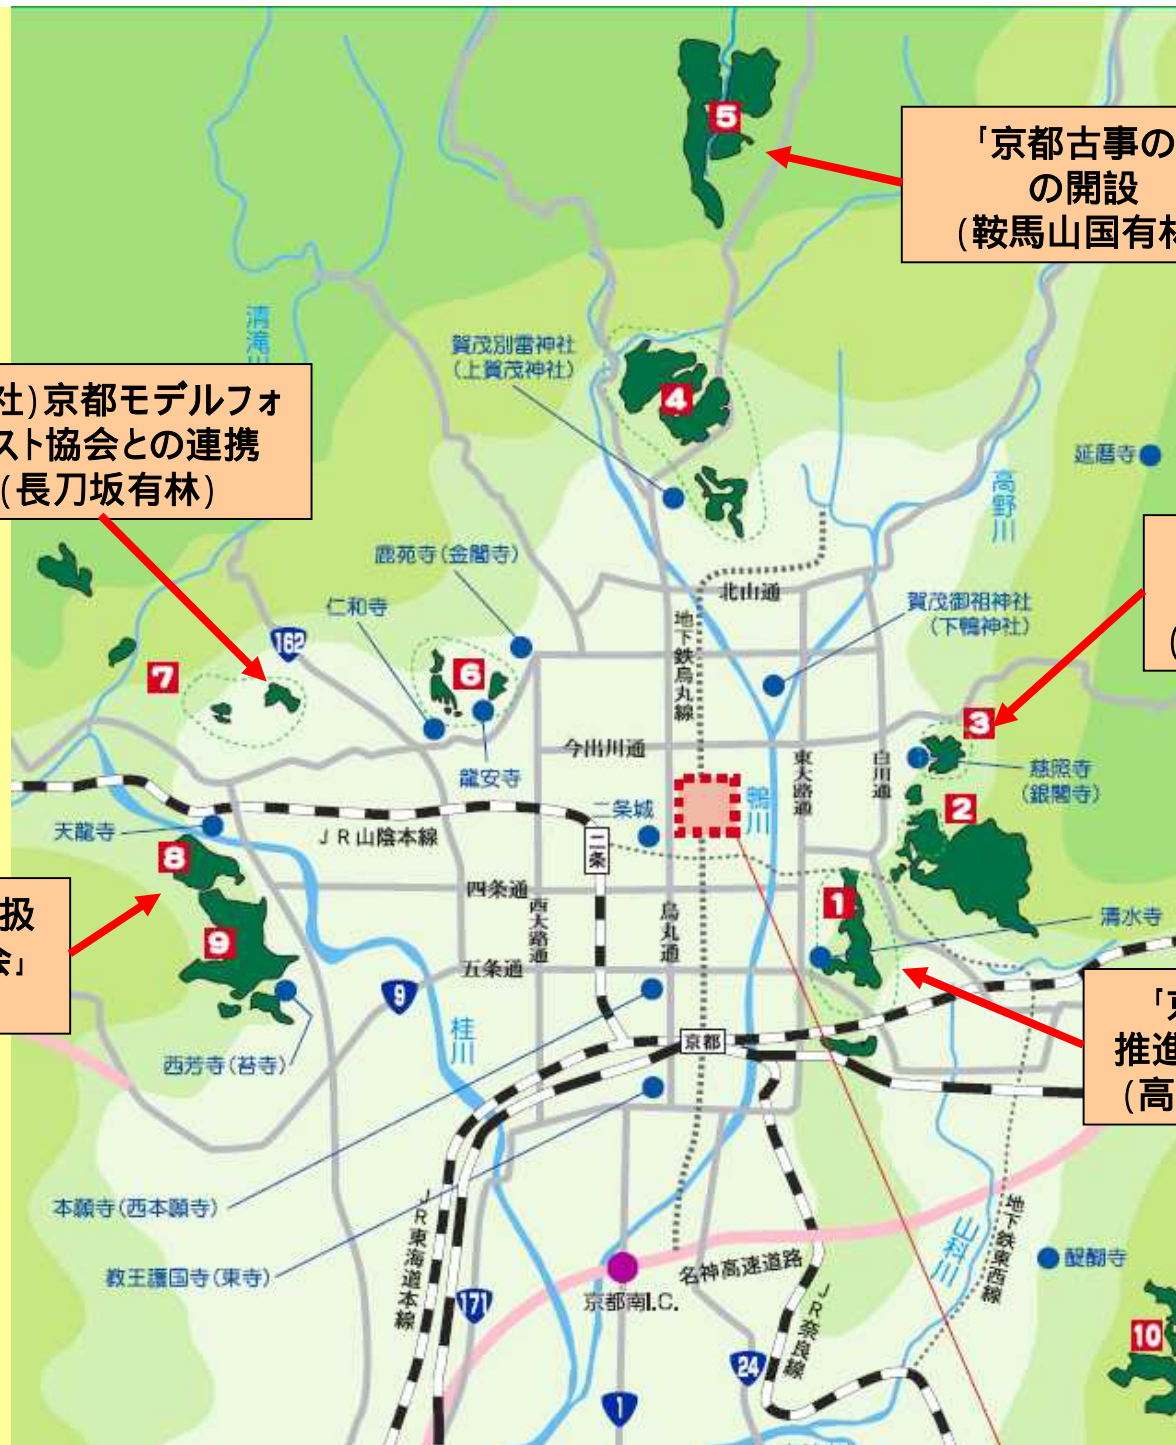 5
「京都古事の
の開設
(鞍馬山国有林
清滝川
賀茂別雷神社
(上賀茂神社)
4
社)京都モデルフォ
スト協会との連携
(長刀坂有林)
延暦寺
高野川
鹿苑寺(金閣寺)
仁和寺
北山通
賀茂御祖神社
(下鴨神社)
地下鉄烏丸線
162
7
6
3
今出川通
東大路通
白川通
慈照寺
(銀閣寺)
龍安寺
二条城
鴨川
2
天龍寺
JR山陰本線
二条
8
四条通
西大路通
烏丸通
1
清水寺
扱
会」
9
五条通
9
桂川
京都
西芳寺(苔寺)
「京
推進
(高
(
本願寺(西本願寺)
JR東海道本線
教王護国寺(東寺)
名神高速道路
山科川
地下鉄東西線
醍醐寺
171
京都南I.C.
JR奈良線
10
24
1